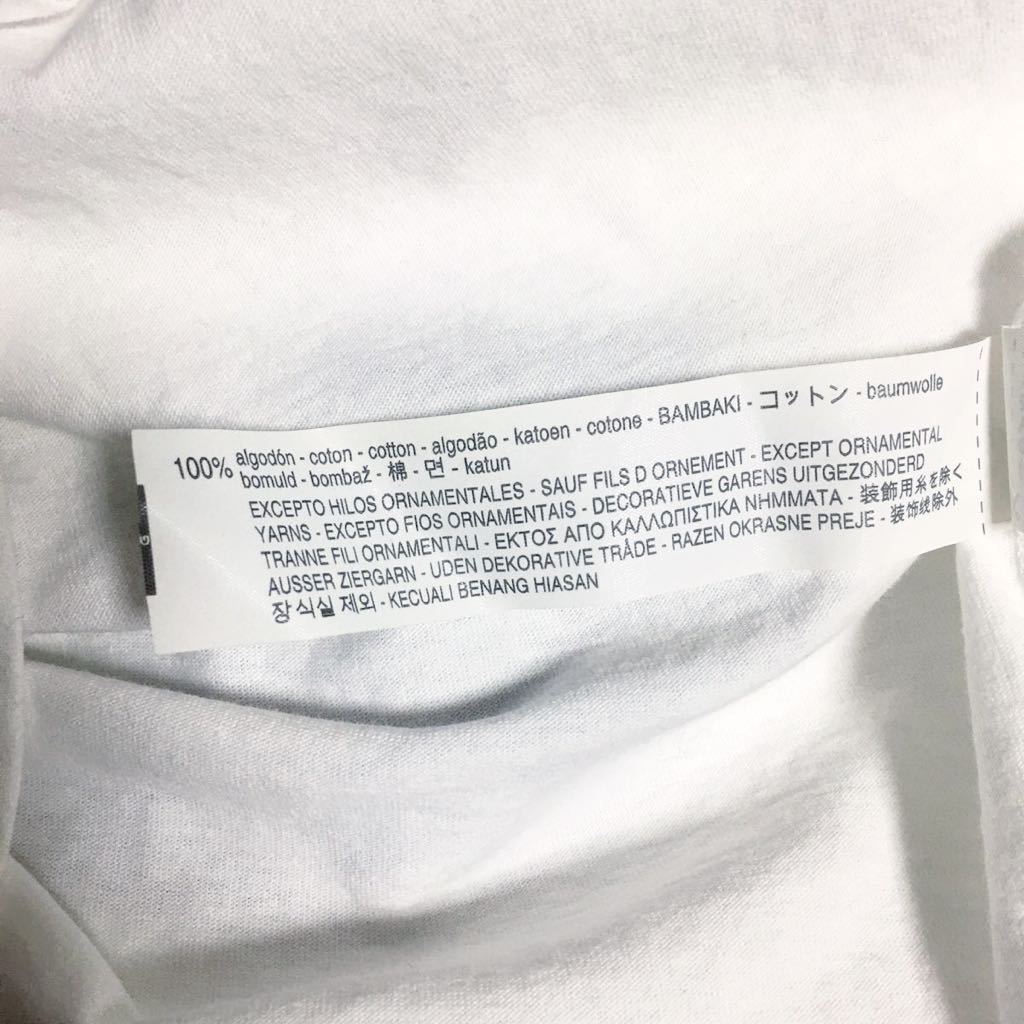 100% algodón - coton - cotton - algodão - katoen - cotone - BAMBAKI - コットン - baumwolle
bomuld - bombaž - 棉 - 면 - katun
EXCEPTO HILOS ORNAMENTALES - SAUF FILS D ORNEMENT - EXCEPT ORNAMENTAL
YARNS - EXCEPTO FIOS ORNAMENTAIS - DECORATIEVE GARENS UITGEZONDERD
TRANNE FILI ORNAMENTALI - ΕΚΤΟΣ ΑΠΟ ΚΑΛΛΩΠΙΣΤΙΚΑ ΝΗΜΜΑΤΑ - 装飾用糸を除く
AUSSER ZIERGARN - UDEN DEKORATIVE TRÅDE - RAZEN OKRASNE PREJE - 装饰线除外
장식실 제외 - KECUALI BENANG HIASAN
G